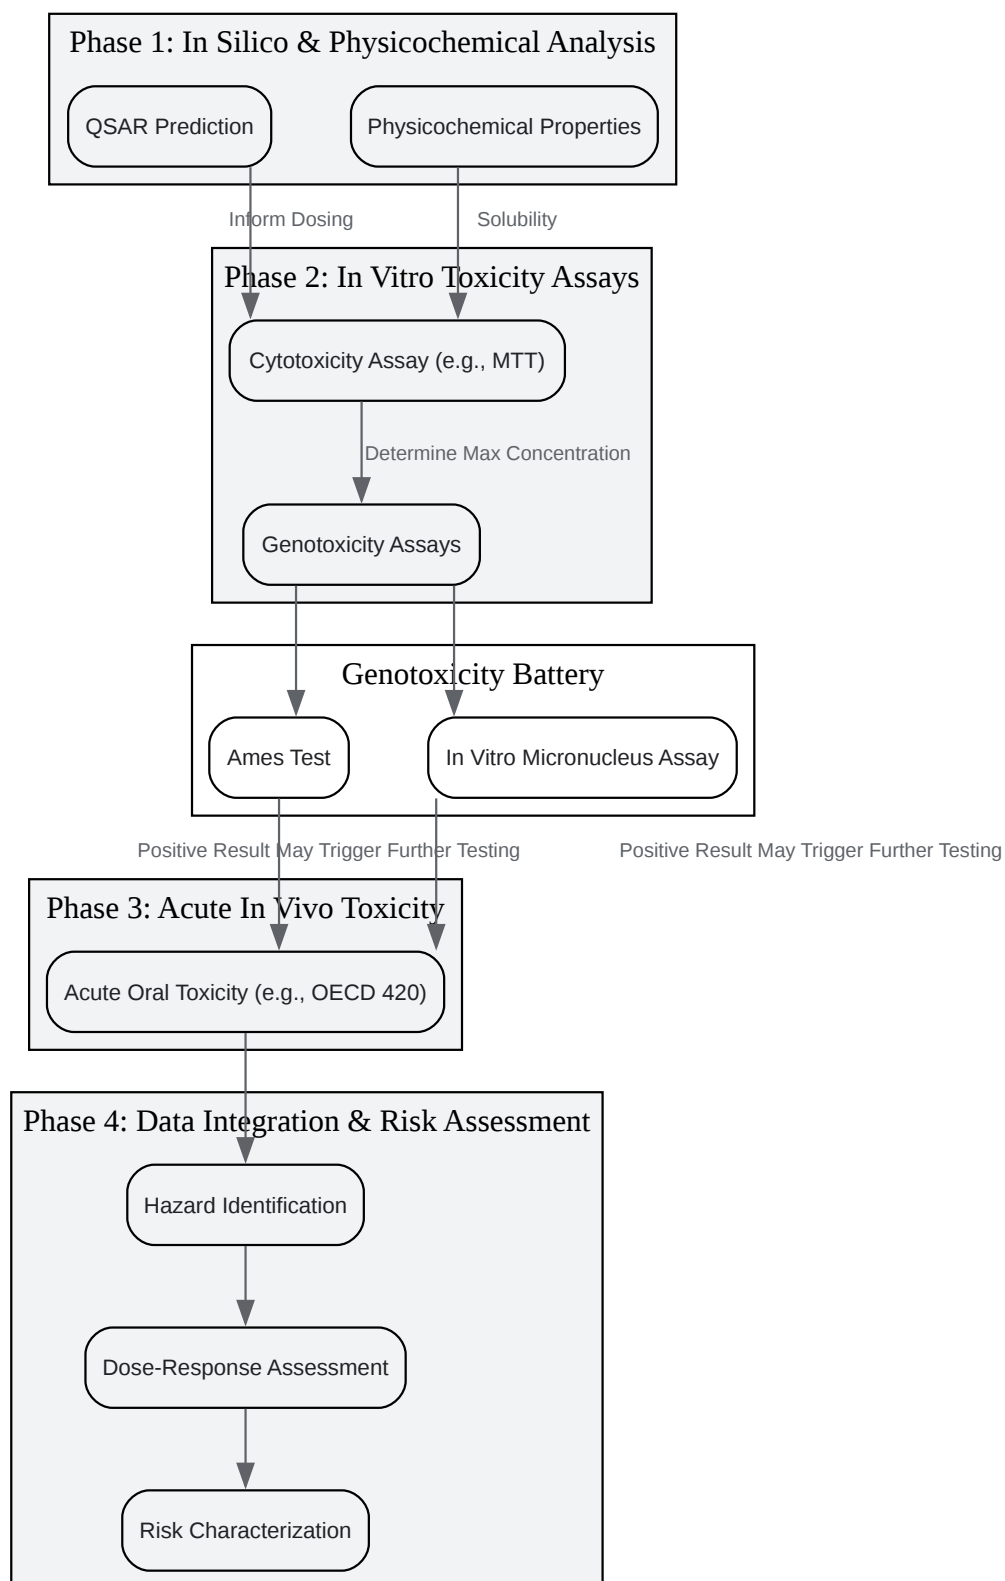 Phase 1: In Silico & Physicochemical Analysis
QSAR Prediction
Physicochemical Properties
Inform Dosing
Solubility
Phase 2: In Vitro Toxicity Assays
Cytotoxicity Assay (e.g., MTT)
Determine Max Concentration
Genotoxicity Assays
Genotoxicity Battery
Ames Test
In Vitro Micronucleus Assay
Positive Result May Trigger Further Testing
Positive Result May Trigger Further Testing
Phase 3: Acute In Vivo Toxicity
Acute Oral Toxicity (e.g., OECD 420)
Phase 4: Data Integration & Risk Assessment
Hazard Identification
Dose-Response Assessment
Risk Characterization